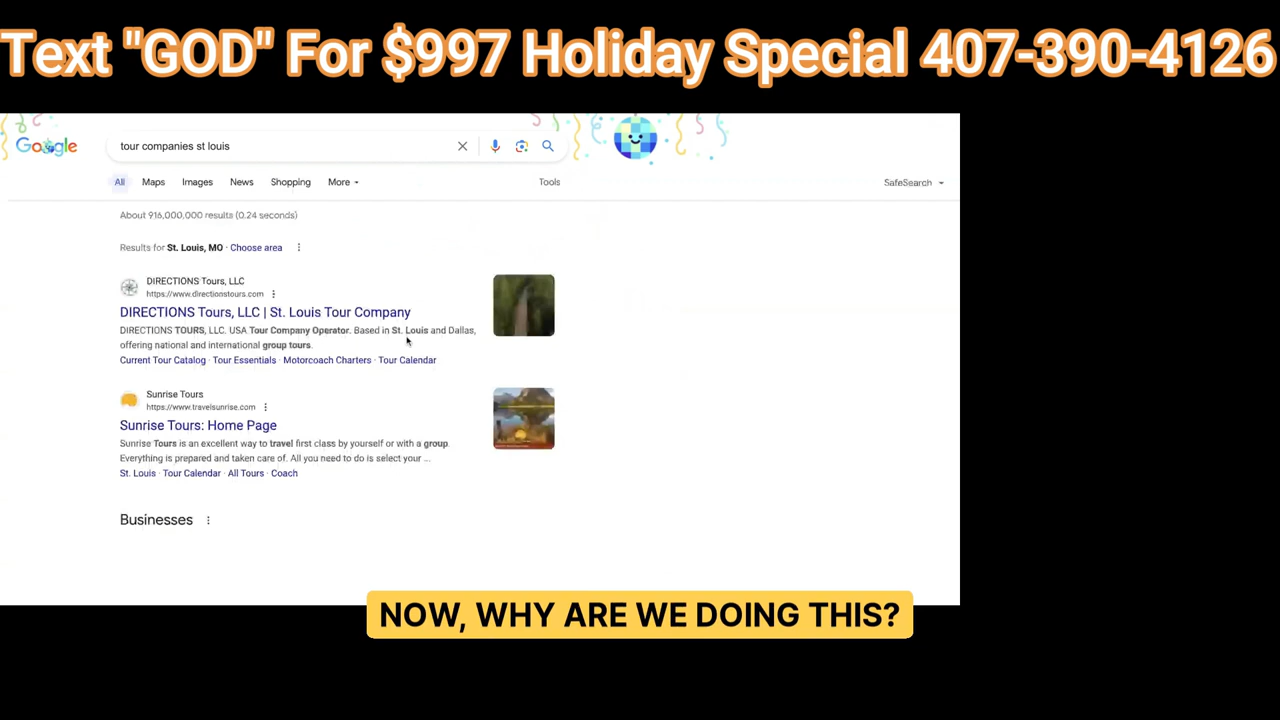 Text "GOD" For $997 Holiday Special 407-390-4126
Google
tour companies st louis
All Maps Images News Shopping More Tools SafeSearch
About 916,000,000 results (0.24 seconds)
Results for St. Louis, MO · Choose area
DIRECTIONS Tours, LLC
https://www.directionstours.com
DIRECTIONS Tours, LLC | St. Louis Tour Company
DIRECTIONS TOURS, LLC. USA Tour Company Operator. Based in St. Louis and Dallas,
offering national and international group tours.
Current Tour Catalog · Tour Essentials · Motorcoach Charters · Tour Calendar
Sunrise Tours
https://www.travelsunrise.com
Sunrise Tours: Home Page
Sunrise Tours is an excellent way to travel first class by yourself or with a group.
Everything is prepared and taken care of. All you need to do is select your ...
St. Louis · Tour Calendar · All Tours · Coach
Businesses
NOW, WHY ARE WE DOING THIS?